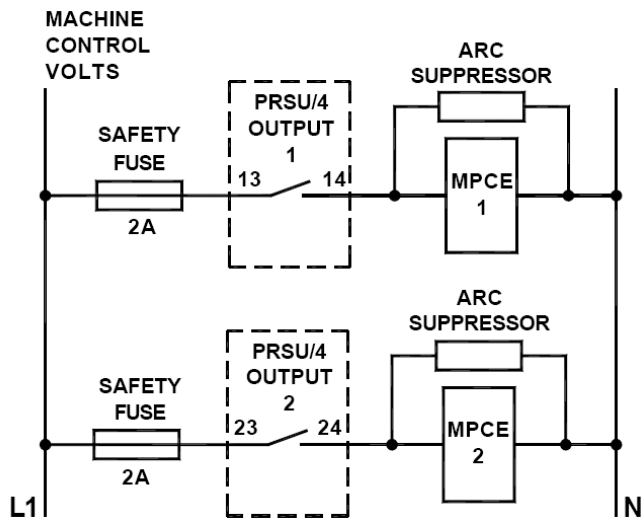 MACHINE
CONTROL
VOLTS
ARC
SUPPRESSOR
PRSU/4
OUTPUT
1
SAFETY
FUSE
13
14
MPCE
1
2A
ARC
SUPPRESSOR
PRSU/4
OUTPUT
2
SAFETY
FUSE
23
24
MPCE
2
2A
L1
N